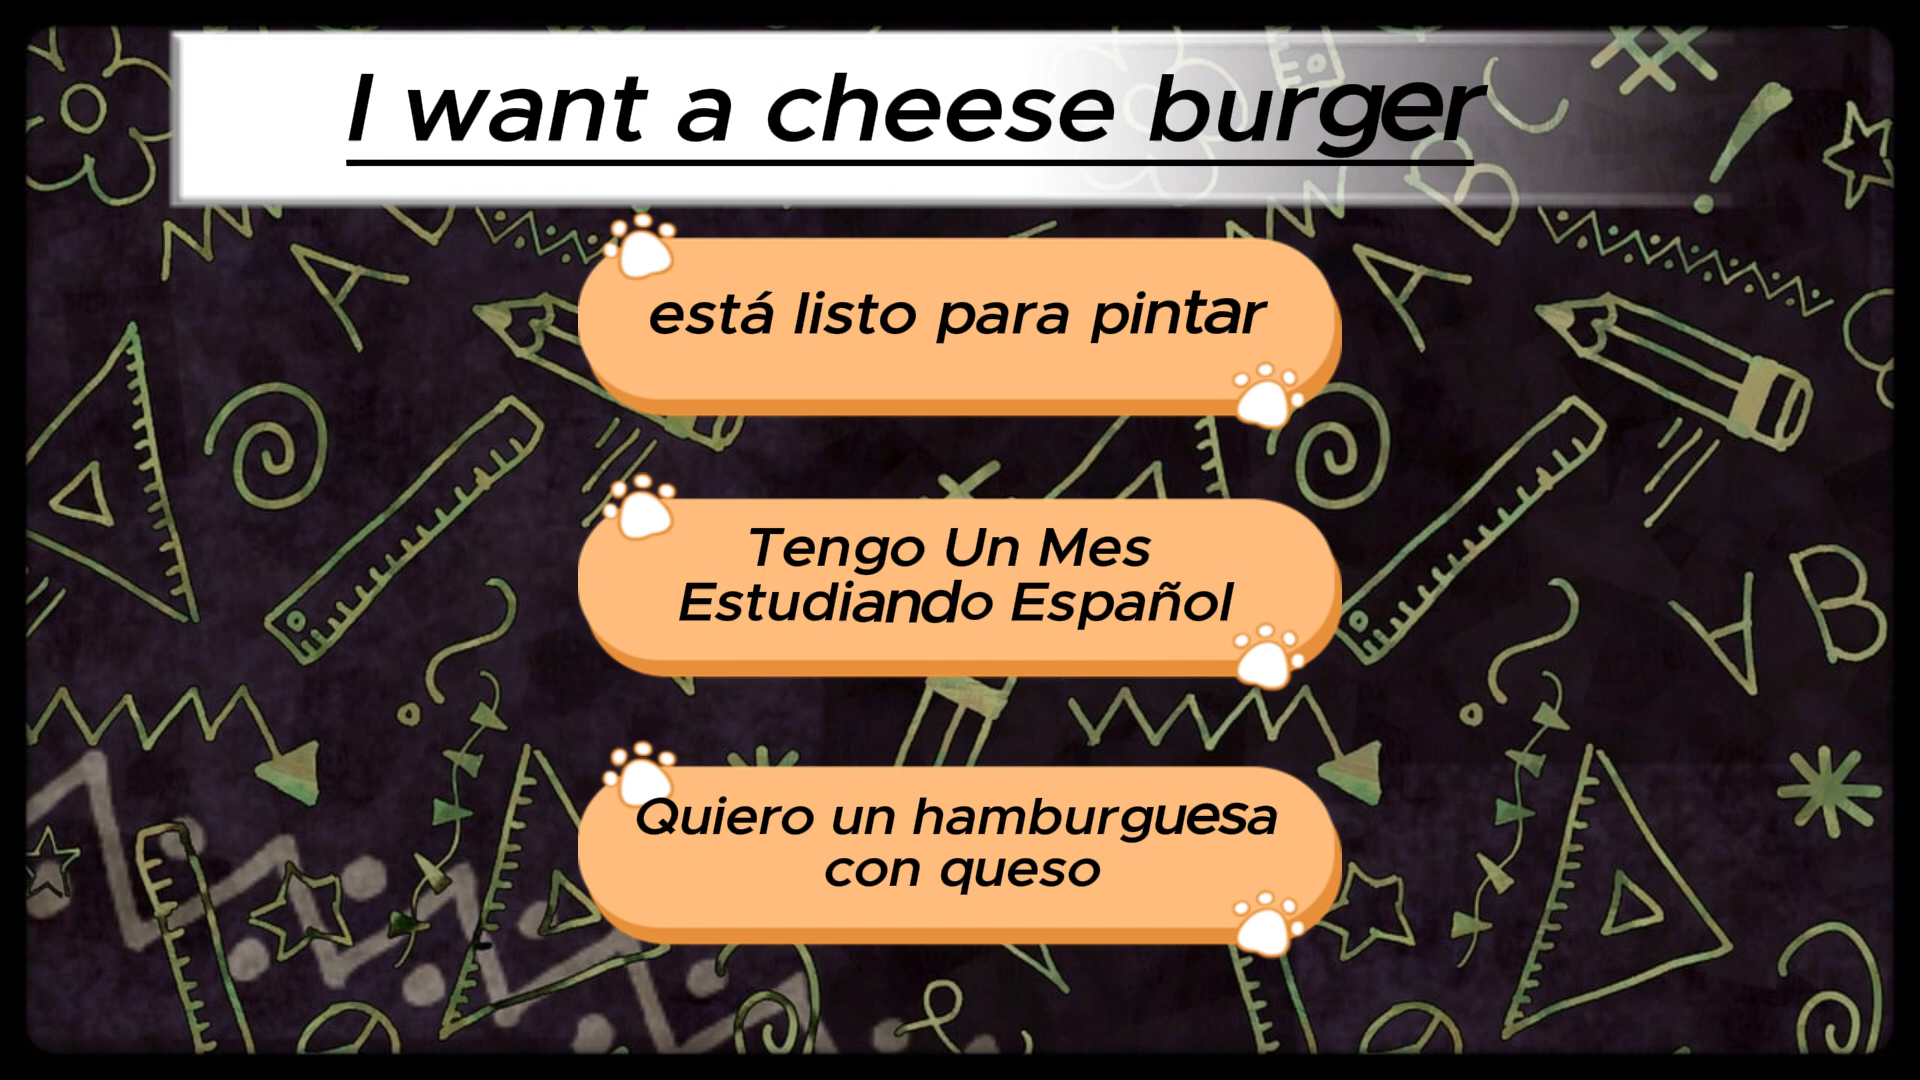 I want a cheese burger
está listo para pintar
Tengo Un Mes
Estudiando Español
Quiero un hamburguesa
con queso